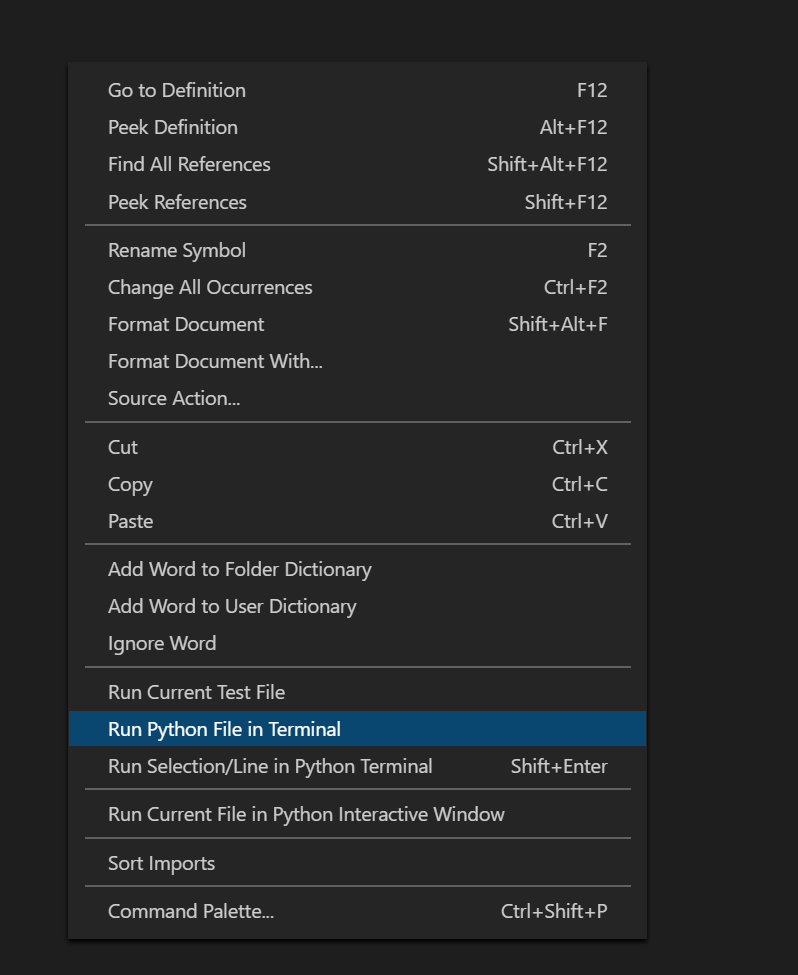 Go to Definition F12
Peek Definition Alt+F12
Find All References Shift+Alt+F12
Peek References Shift+F12
Rename Symbol F2
Change All Occurrences Ctrl+F2
Format Document Shift+Alt+F
Format Document With...
Source Action...
Cut Ctrl+X
Copy Ctrl+C
Paste Ctrl+V
Add Word to Folder Dictionary
Add Word to User Dictionary
Ignore Word
Run Current Test File
Run Python File in Terminal
Run Selection/Line in Python Terminal Shift+Enter
Run Current File in Python Interactive Window
Sort Imports
Command Palette... Ctrl+Shift+P